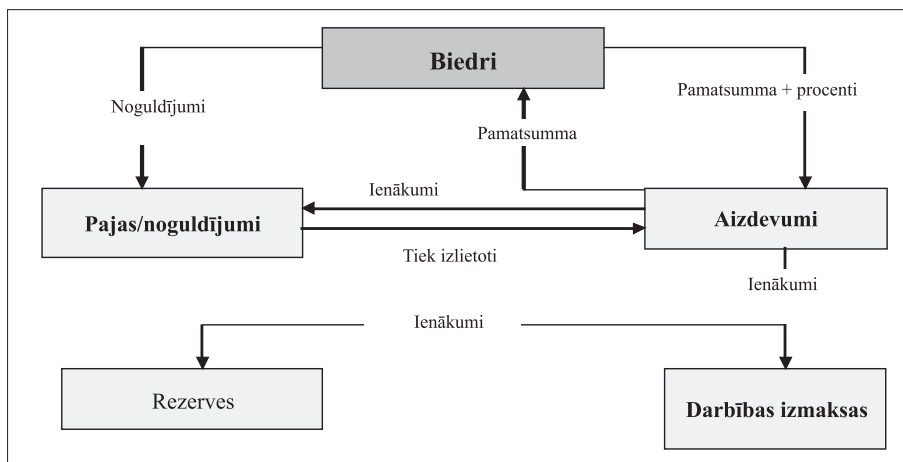 Biedri
Noguldījumi
Pamatsumma + procenti
Pamatsumma
Ienākumi
Pajas/noguldījumi
Aizdevumi
Tiek izlietoti
Ienākumi
Ienākumi
Rezerves
Darbības izmaksas